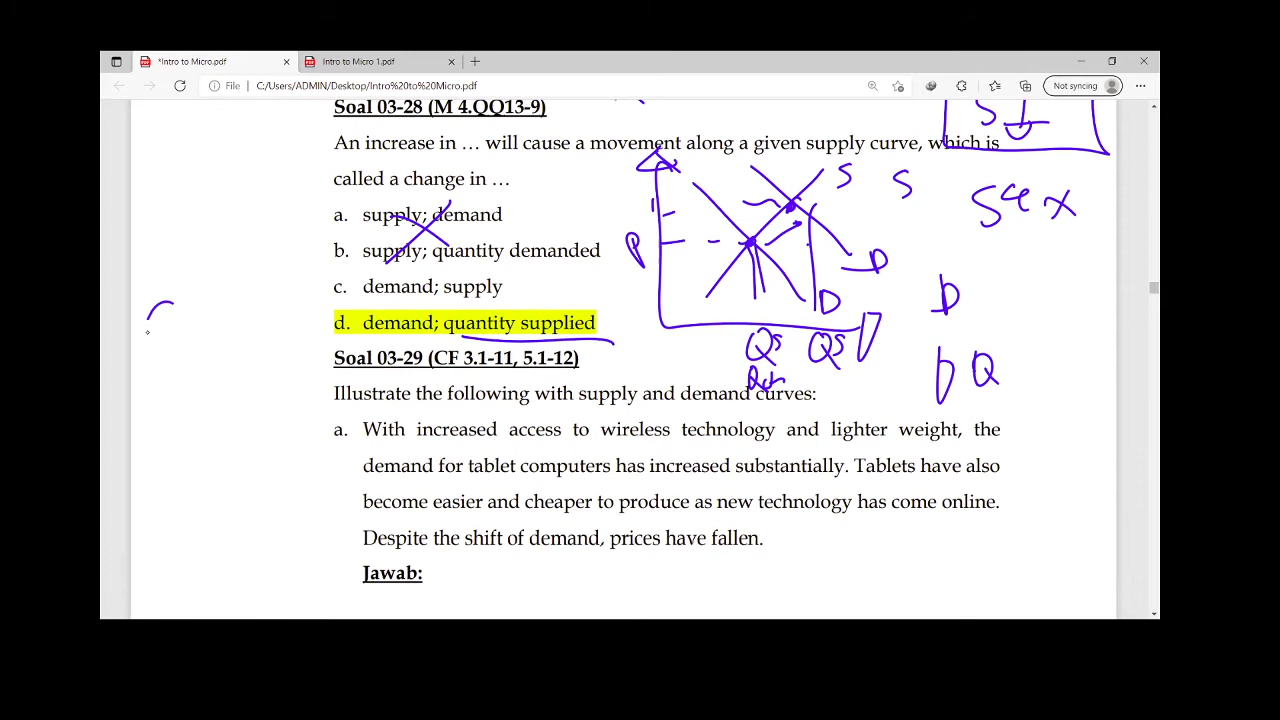 *Intro to Micro.pdf
Intro to Micro 1.pdf
File
C:/Users/ADMIN/Desktop/Intro%20to%20Micro.pdf
Not syncing
Soal 03-28 (M 4.QQ13-9)
An increase in … will cause a movement along a given supply curve, which is
called a change in …
a. supply; demand
b. supply; quantity demanded
c. demand; supply
d. demand; quantity supplied
Soal 03-29 (CF 3.1-11, 5.1-12)
Illustrate the following with supply and demand curves:
a. With increased access to wireless technology and lighter weight, the
demand for tablet computers has increased substantially. Tablets have also
become easier and cheaper to produce as new technology has come online.
Despite the shift of demand, prices have fallen.
Jawab:
S
S
S
P
D
D
D
Qs
Qs
Q